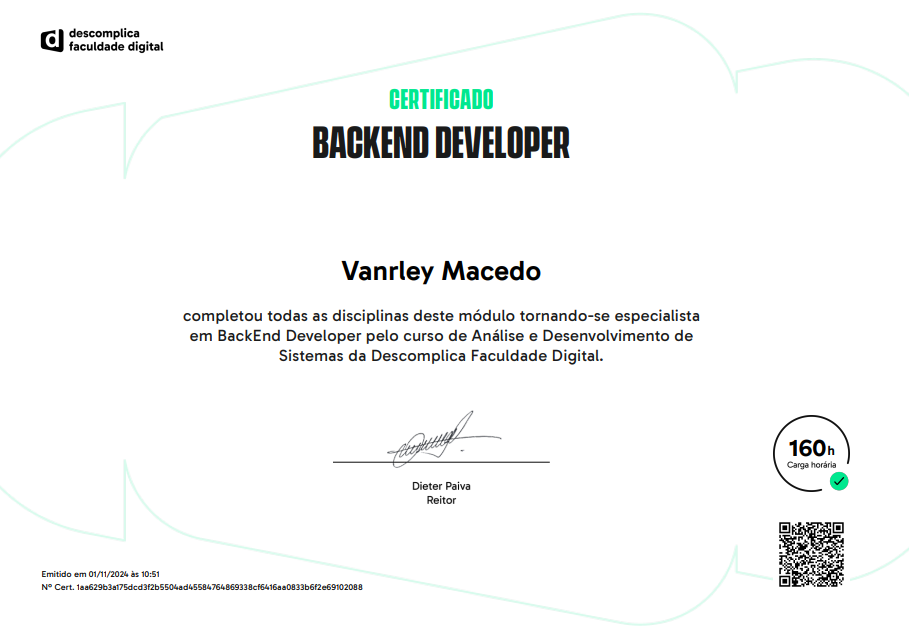 descomplica
faculdade digital
CERTIFICADO
BACKEND DEVELOPER
Vanrley Macedo
completou todas as disciplinas deste módulo tornando-se especialista
em BackEnd Developer pelo curso de Análise e Desenvolvimento de
Sistemas da Descomplica Faculdade Digital.
Dieter Paiva
Reitor
160h
Carga horária
Emitido em 01/11/2024 às 10:51
Nº Cert. 1aa629b3a175dcd3f2b5504ad45584764869338cf6416aa0833b6f2e69102088